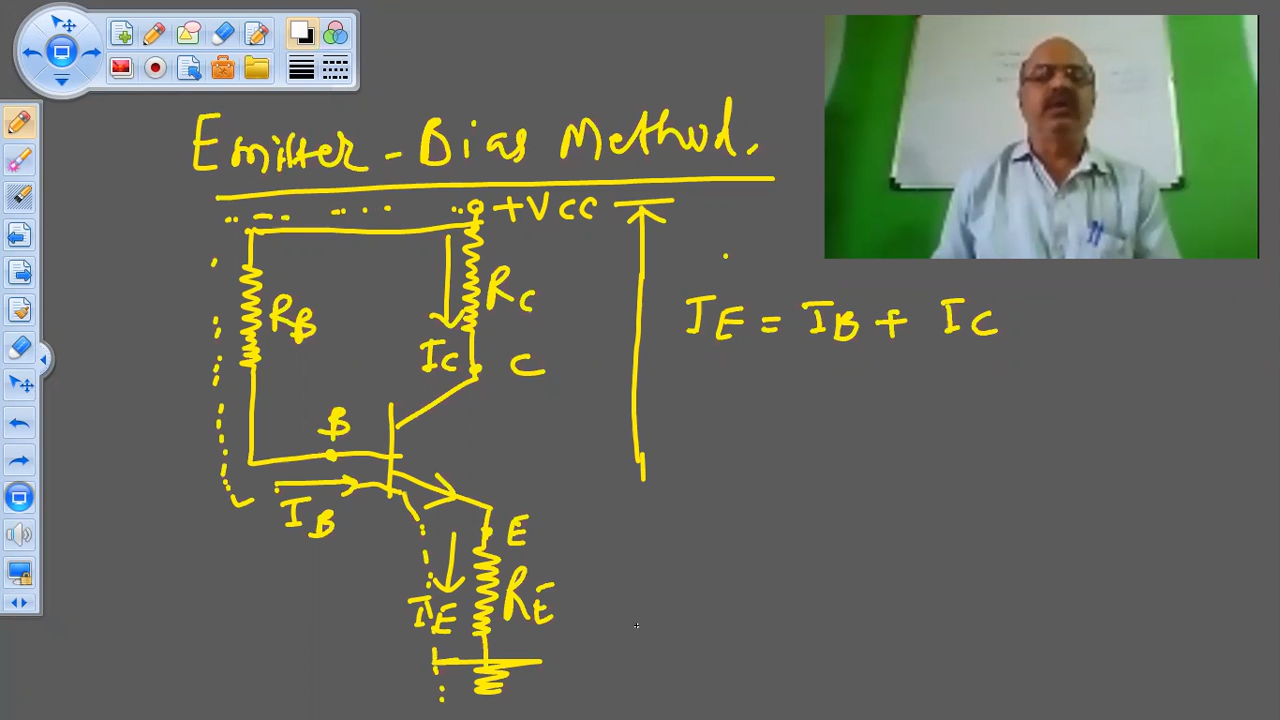 Emitter - Bias Method.
+VCC
RB
RC
IC
C
IE = IB + IC
B
IB
E
IE
RE